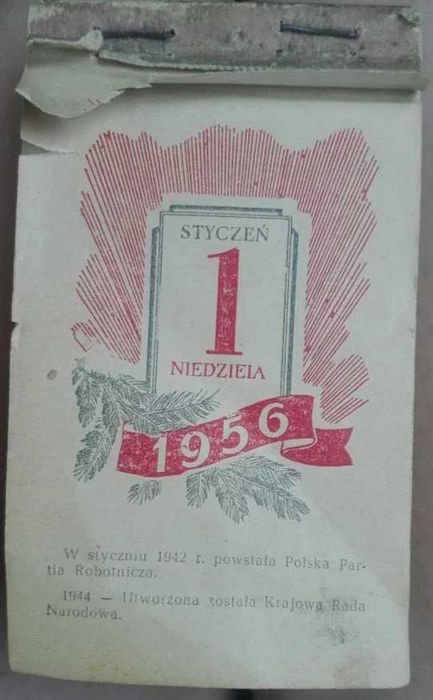 STYCZEŃ
1
NIEDZIELA
1956
W styczniu 1942 r. powstała Polska Par-
tia Robotnicza.
1944 — Utworzona została Krajowa Rada
Narodowa.